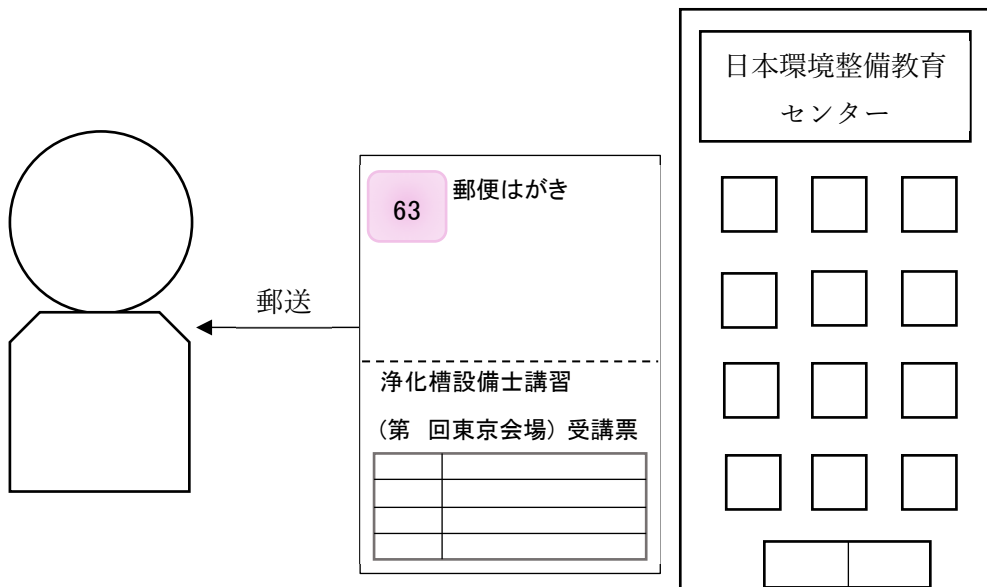 日本環境整備教育
センター
63
郵便はがき
郵送
浄化槽設備士講習
(第　回東京会場)受講票